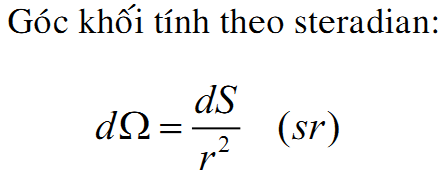 Góc khối tính theo steradian:
dΩ = dS / r² (sr)